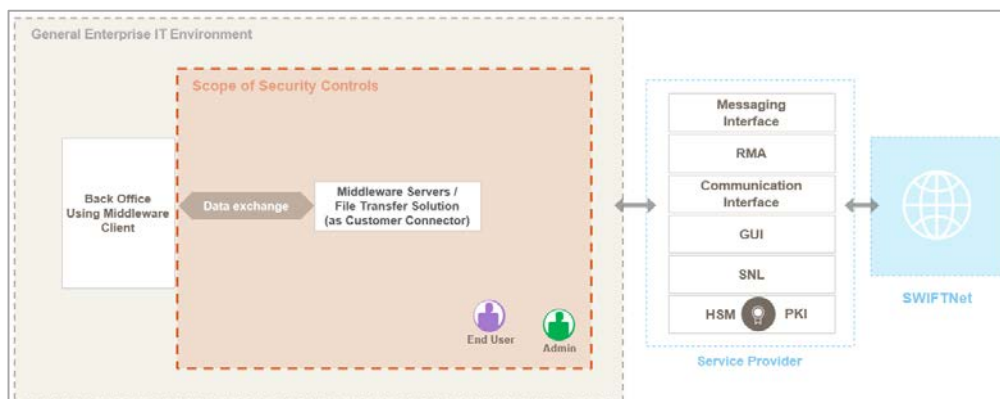 General Enterprise IT Environment
Scope of Security Controls
Back Office
Using Middleware
Client
Data exchange
Middleware Servers /
File Transfer Solution
(as Customer Connector)
End User
Admin
Messaging
Interface
RMA
Communication
Interface
GUI
SNL
HSM
PKI
Service Provider
SWIFTNet